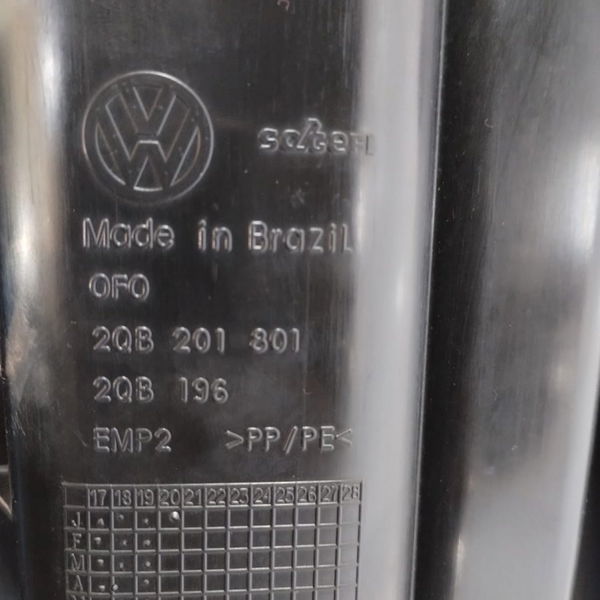 Made in Brazil
OFO
2QB 201 801
2QB 196
EMP2 >PP/PE<
17 18 19 20 21 22 23 24 25 26 27 28
J
F
M
A